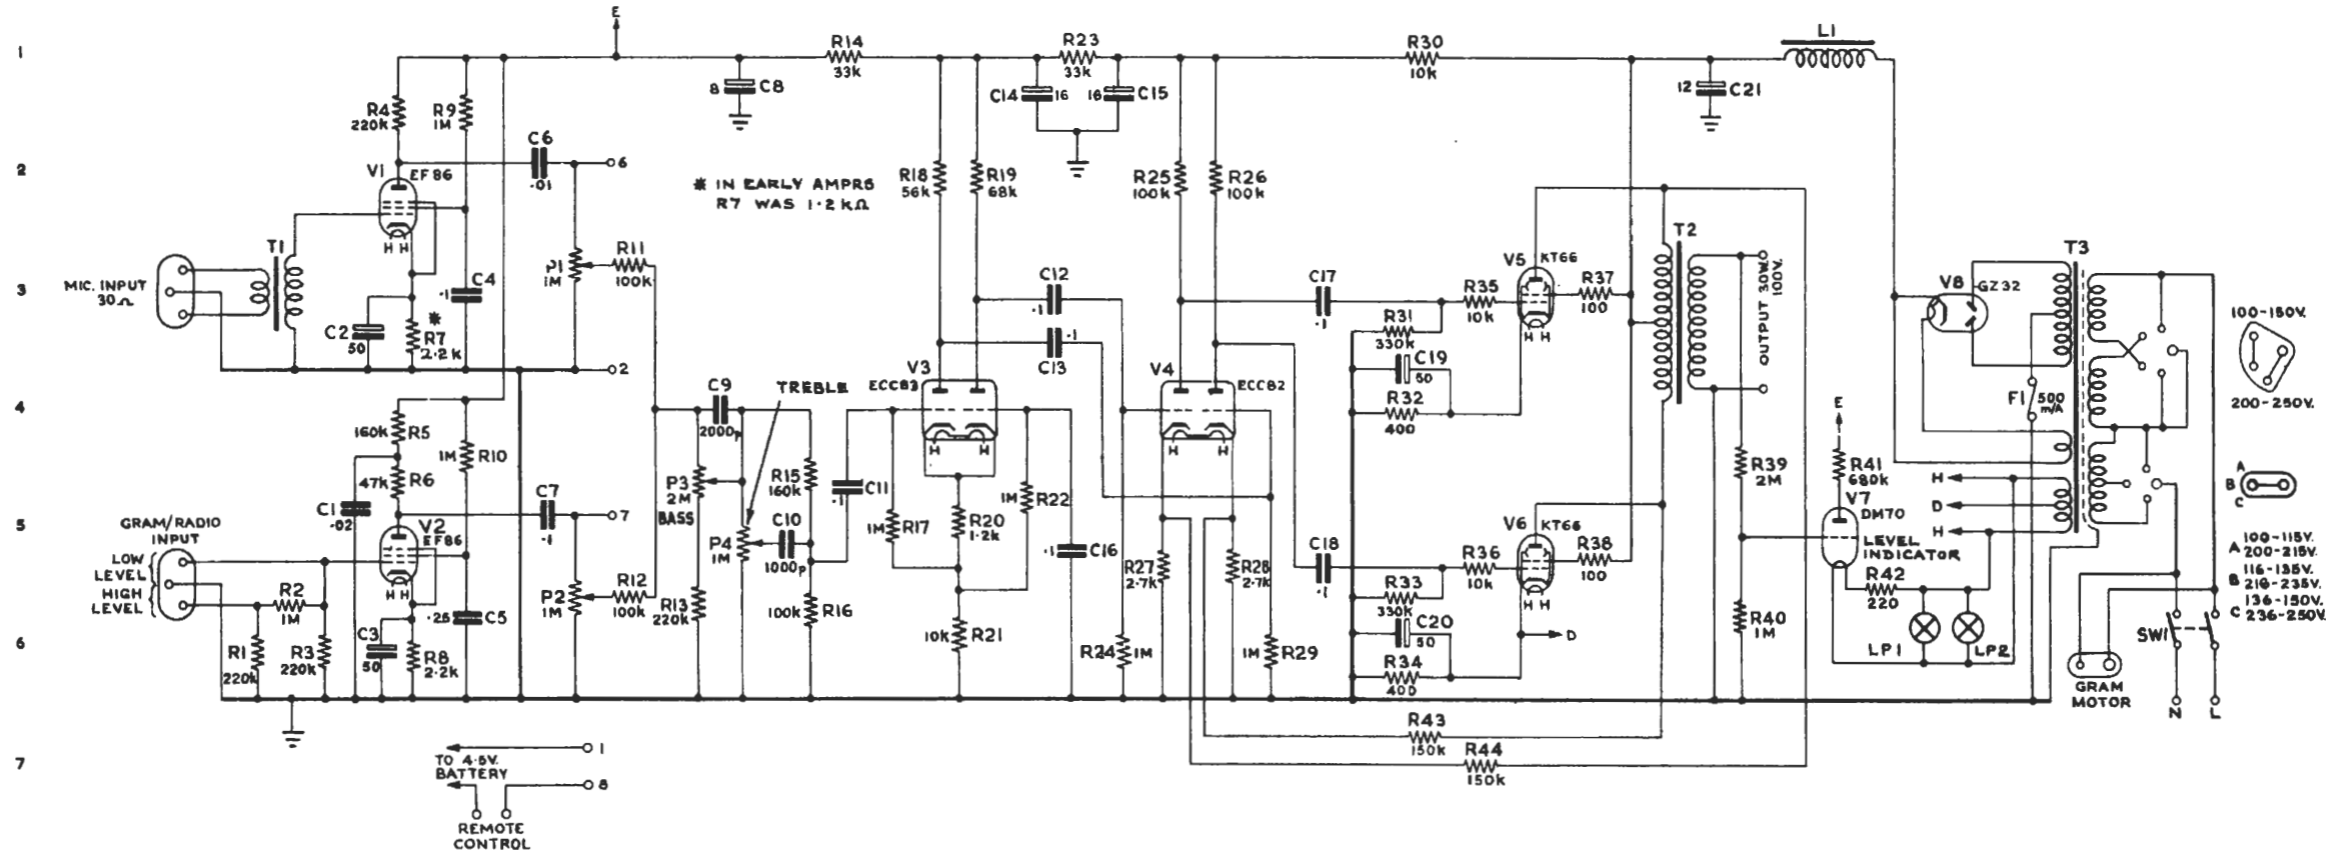 1
2
3
4
5
6
7
E
R14
33k
R23
33k
R30
10k
L1
8
C8
C14
16
16
C15
12
C21
R4
220k
R9
1M
C6
.01
6
V1
EF86
H H
* IN EARLY AMPRS
R7 WAS 1.2kΩ
R18
56k
R19
68k
R25
100k
R26
100k
MIC. INPUT
30Ω
T1
C2
50
*
R7
2.2k
C4
.1
P1
1M
R11
100k
2
C12
.1
.1
C13
C17
.1
R35
10k
V5
KT66
H H
R37
100
R31
330k
C19
50
R32
400
T2
OUTPUT 30W.
100V.
V8
GZ32
T3
F1
500
m/A
100-150V.
200-250V.
R5
160k
R6
47k
1M
R10
C1
.02
V2
EF86
H H
C7
.1
7
C9
2000p
TREBLE
P3
2M
BASS
P4
1M
R15
160k
C10
1000p
100k
R16
C11
.1
V3
ECC83
H
H
1M
R17
R20
1.2k
1M
R22
.1
C16
10k
R21
V4
ECC82
H
H
R27
2.7k
R28
2.7k
R24
1M
1M
R29
C18
.1
R36
10k
V6
KT66
H H
R38
100
R33
330k
C20
50
R34
400
D
R39
2M
R40
1M
E
R41
680k
V7
DM70
LEVEL
INDICATOR
R42
220
LP1
LP2
H
D
H
A
B
C
100-115V.
A 200-215V.
116-135V.
B 216-235V.
136-150V.
C 236-250V.
SW1
GRAM
MOTOR
N
L
GRAM/RADIO
INPUT
LOW
LEVEL
HIGH
LEVEL
R2
1M
R1
220k
R3
220k
C3
50
R8
2.2k
.25
C5
P2
1M
R12
100k
R13
220k
R43
150k
R44
150k
1
TO 4.5V.
BATTERY
8
REMOTE
CONTROL